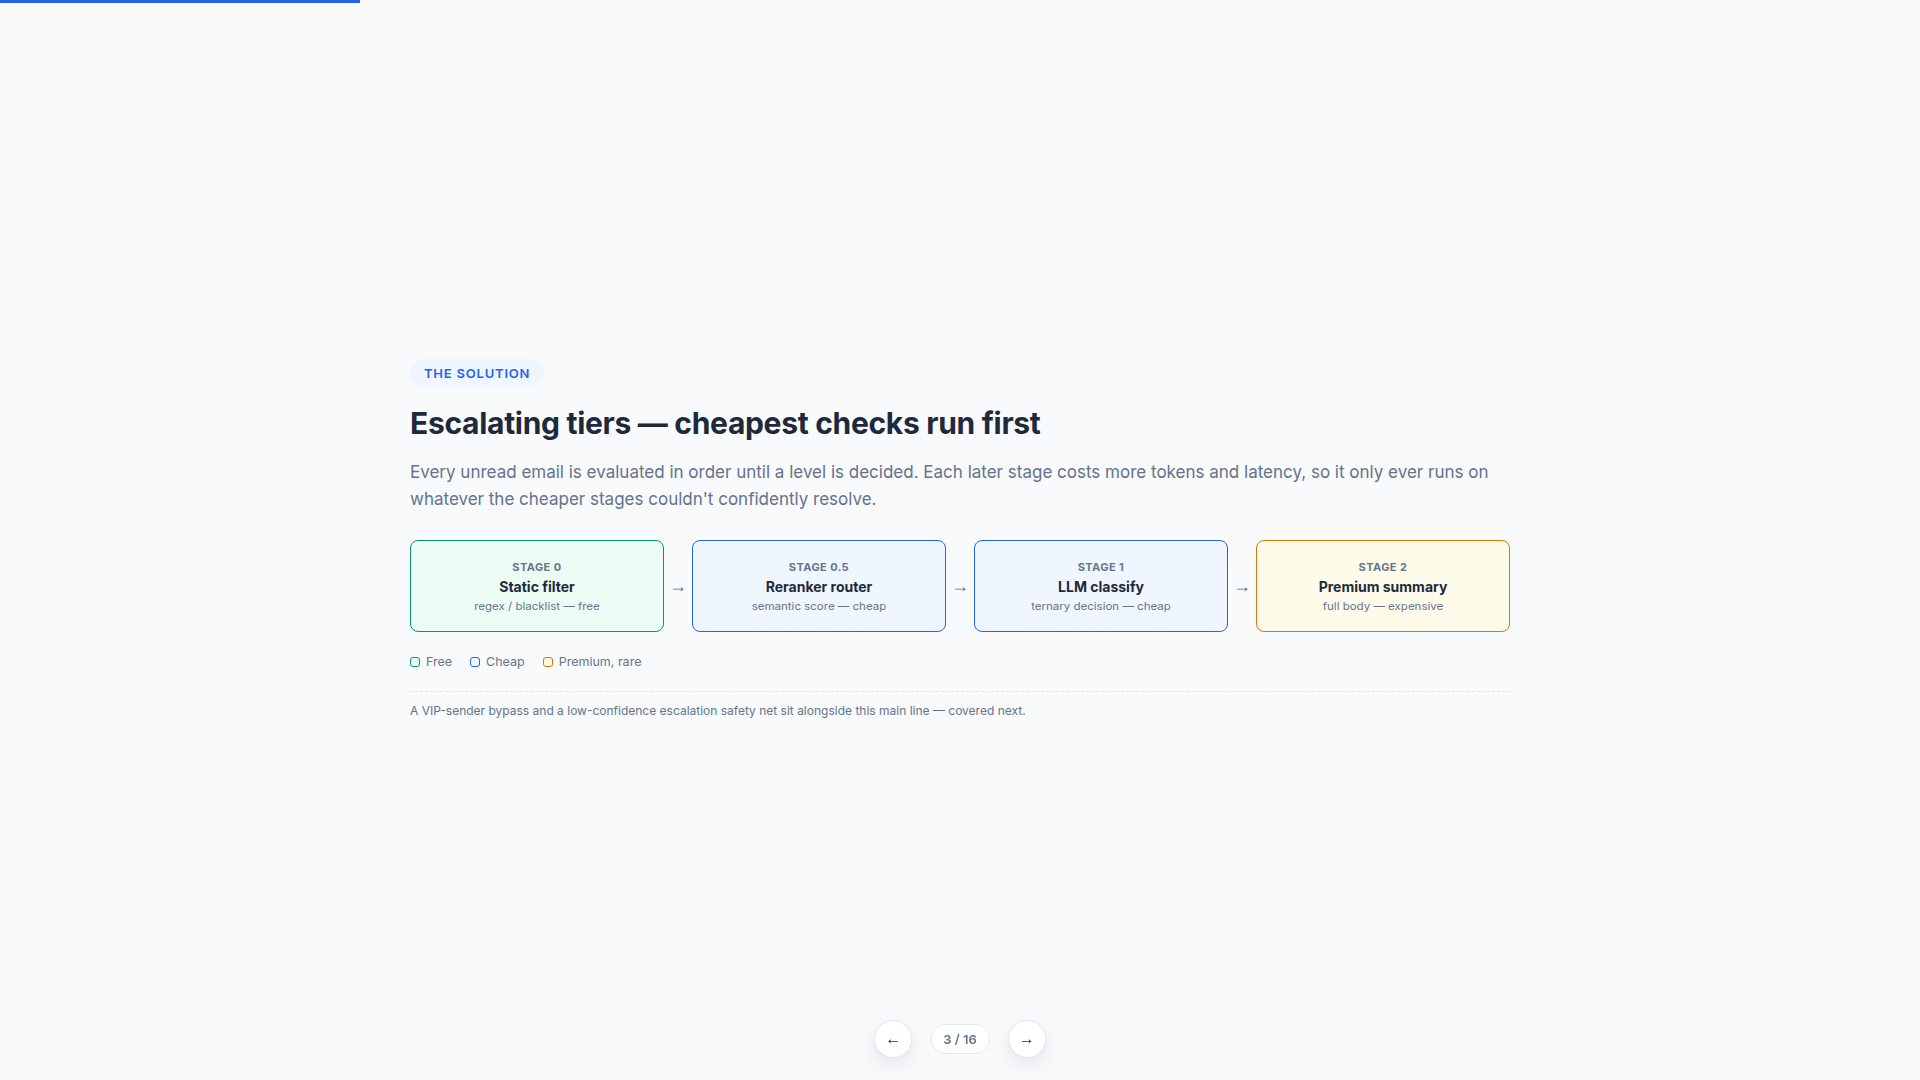 THE SOLUTION
Escalating tiers — cheapest checks run first
Every unread email is evaluated in order until a level is decided. Each later stage costs more tokens and latency, so it only ever runs on
whatever the cheaper stages couldn't confidently resolve.
STAGE 0
Static filter
regex / blacklist — free
→
STAGE 0.5
Reranker router
semantic score — cheap
→
STAGE 1
LLM classify
ternary decision — cheap
→
STAGE 2
Premium summary
full body — expensive
Free
Cheap
Premium, rare
A VIP-sender bypass and a low-confidence escalation safety net sit alongside this main line — covered next.
← 3 / 16 →